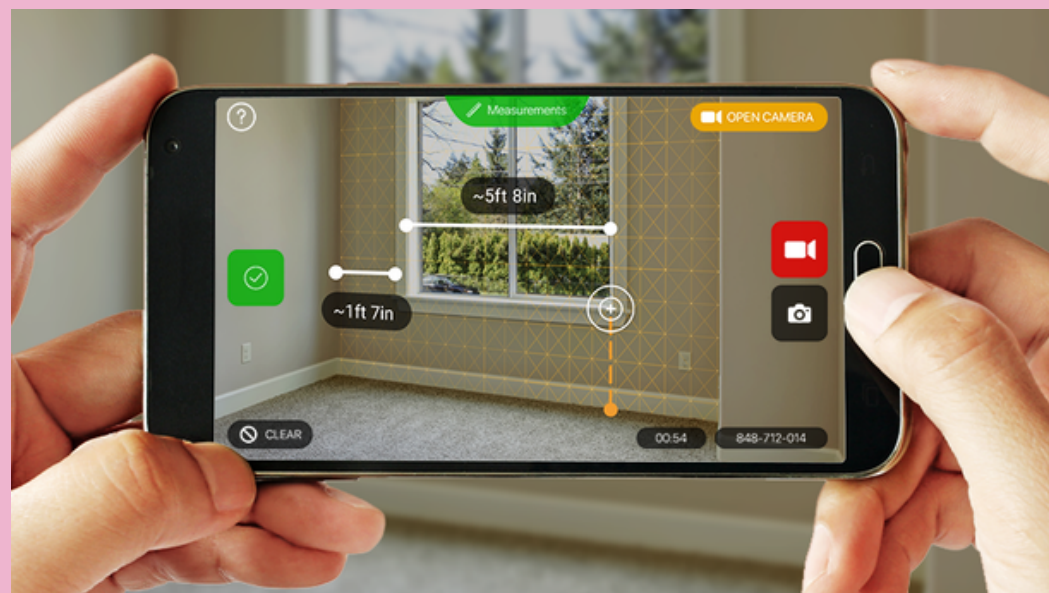 ?
Measurements
OPEN CAMERA
~5ft 8in
~1ft 7in
CLEAR
00:54
848-712-014